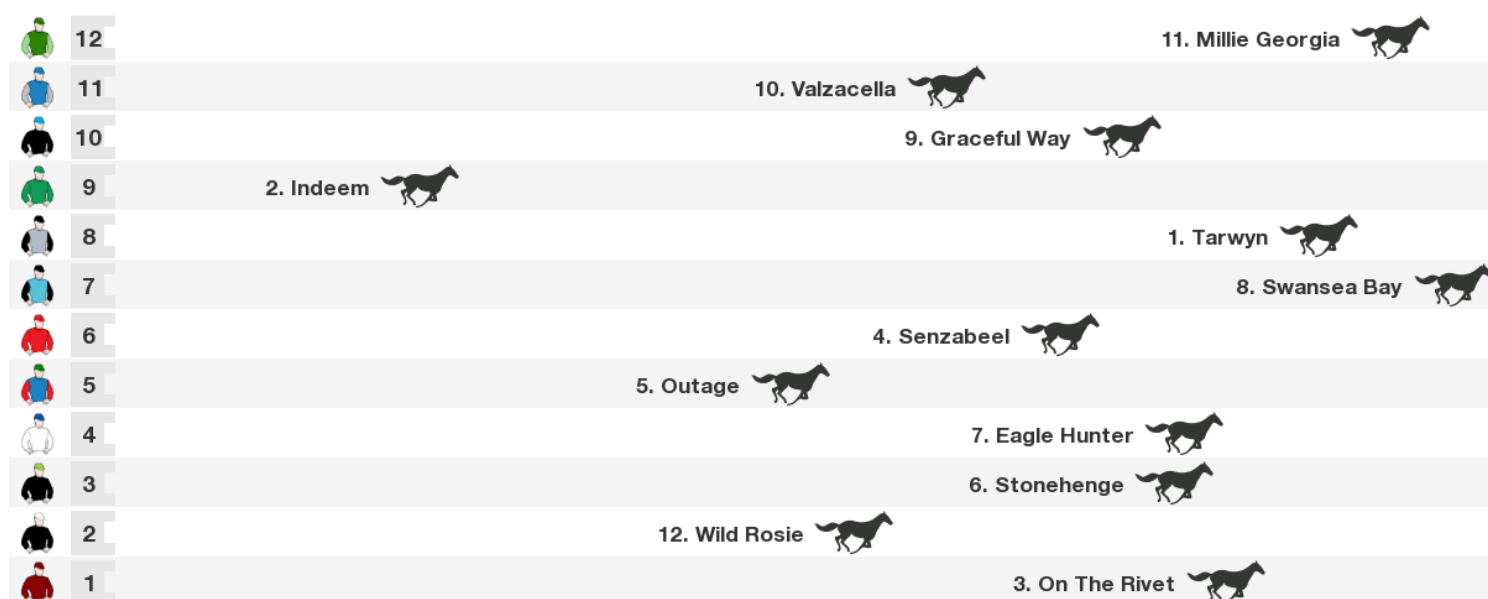 12 11. Millie Georgia
11 10. Valzacella
10 9. Graceful Way
9 2. Indeem
8 1. Tarwyn
7 8. Swansea Bay
6 4. Senzabeel
5 5. Outage
4 7. Eagle Hunter
3 6. Stonehenge
2 12. Wild Rosie
1 3. On The Rivet